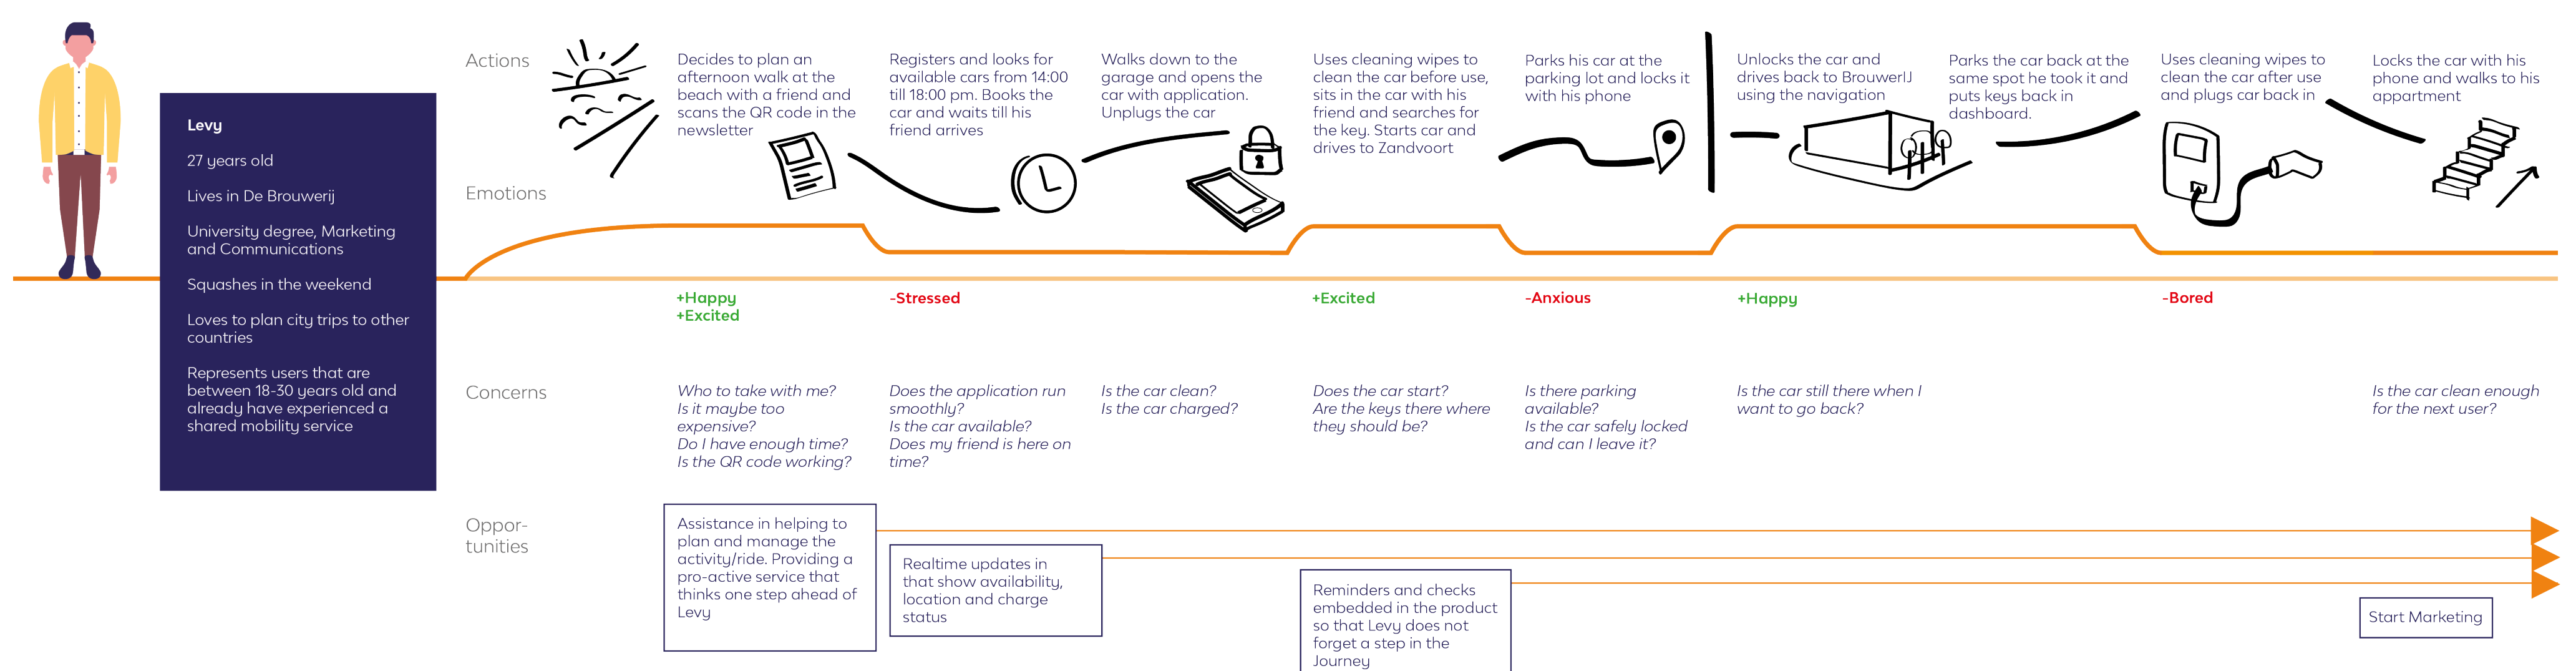 Levy
27 years old
Lives in De Brouwerij
University degree, Marketing
and Communications
Squashes in the weekend
Loves to plan city trips to other
countries
Represents users that are
between 18-30 years old and
already have experienced a
shared mobility service
Actions
Decides to plan an
afternoon walk at the
beach with a friend and
scans the QR code in the
newsletter
Registers and looks for
available cars from 14:00
till 18:00 pm. Books the
car and waits till his
friend arrives
Walks down to the
garage and opens the
car with application.
Unplugs the car
Uses cleaning wipes to
clean the car before use,
sits in the car with his
friend and searches for
the key. Starts car and
drives to Zandvoort
Parks his car at the
parking lot and locks it
with his phone
Unlocks the car and
drives back to BrouwerIJ
using the navigation
Parks the car back at the
same spot he took it and
puts keys back in
dashboard.
Uses cleaning wipes to
clean the car after use
and plugs car back in
Locks the car with his
phone and walks to his
appartment
Emotions
+Happy
+Excited
-Stressed
+Excited
-Anxious
+Happy
-Bored
Concerns
Who to take with me?
Is it maybe too
expensive?
Do I have enough time?
Is the QR code working?
Does the application run
smoothly?
Is the car available?
Does my friend is here on
time?
Is the car clean?
Is the car charged?
Does the car start?
Are the keys there where
they should be?
Is there parking
available?
Is the car safely locked
and can I leave it?
Is the car still there when I
want to go back?
Is the car clean enough
for the next user?
Oppor-
tunities
Assistance in helping to
plan and manage the
activity/ride. Providing a
pro-active service that
thinks one step ahead of
Levy
Realtime updates in
that show availability,
location and charge
status
Reminders and checks
embedded in the product
so that Levy does not
forget a step in the
Journey
Start Marketing